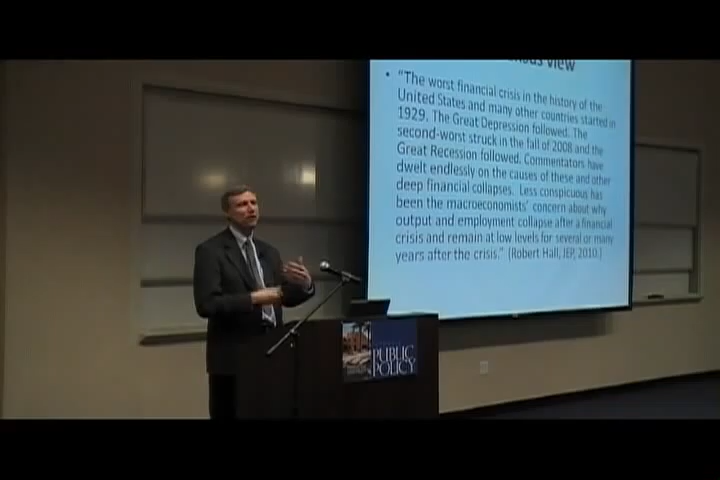 view
• “The worst financial crisis in the history of the
United States and many other countries started in
1929. The Great Depression followed. The
second-worst struck in the fall of 2008 and the
Great Recession followed. Commentators have
dwelt endlessly on the causes of these and other
deep financial collapses. Less conspicuous has
been the macroeconomists’ concern about why
output and employment collapse after a financial
crisis and remain at low levels for several or many
years after the crisis.” (Robert Hall, JEP, 2010.)
PUBLIC
POLICY